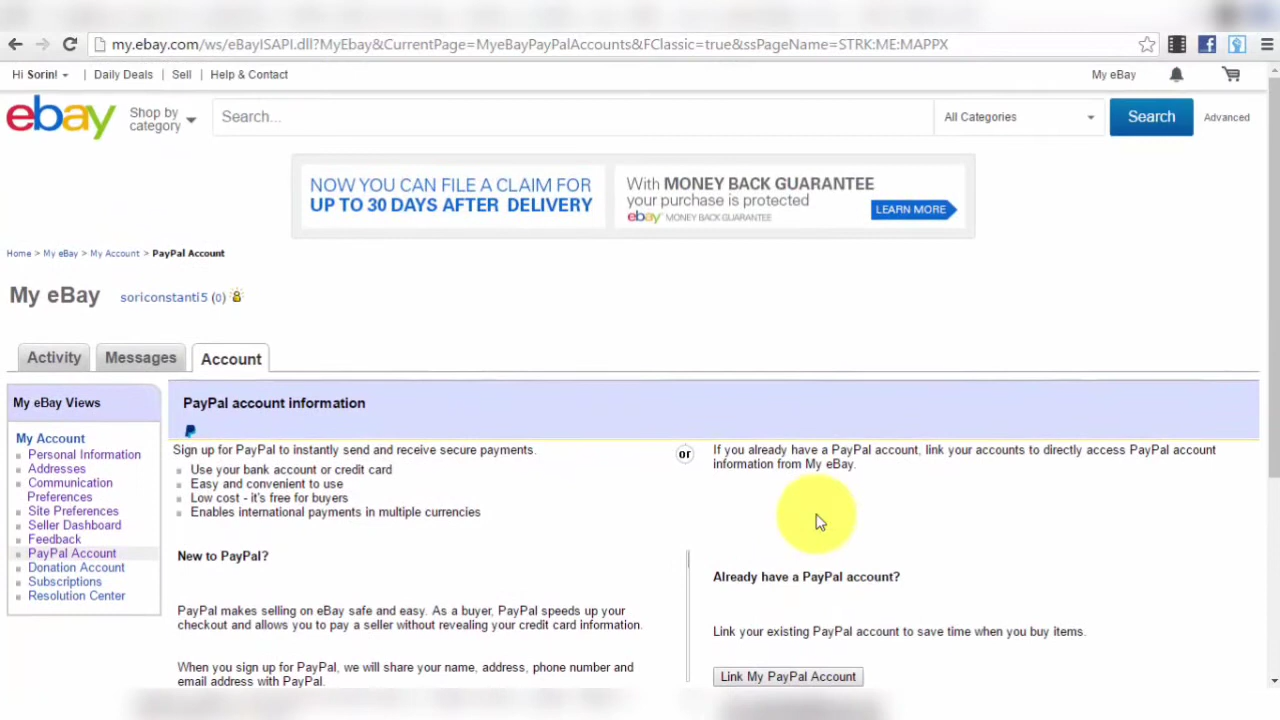 my.ebay.com/ws/eBayISAPI.dll?MyEbay&CurrentPage=MyeBayPayPalAccounts&FClassic=true&ssPageName=STRK:ME:MAPPX
Hi Sorin! | Daily Deals | Sell | Help & Contact
My eBay
ebay
Shop by
category
Search...
All Categories
Search
Advanced
NOW YOU CAN FILE A CLAIM FOR
UP TO 30 DAYS AFTER DELIVERY
With MONEY BACK GUARANTEE
your purchase is protected
ebay MONEY BACK GUARANTEE
LEARN MORE
Home > My eBay > My Account > PayPal Account
My eBay
soriconstanti5 (0)
Activity
Messages
Account
My eBay Views
My Account
Personal Information
Addresses
Communication
Preferences
Site Preferences
Seller Dashboard
Feedback
PayPal Account
Donation Account
Subscriptions
Resolution Center
PayPal account information
Sign up for PayPal to instantly send and receive secure payments.
Use your bank account or credit card
Easy and convenient to use
Low cost - it's free for buyers
Enables international payments in multiple currencies
or
If you already have a PayPal account, link your accounts to directly access PayPal account
information from My eBay.
New to PayPal?
PayPal makes selling on eBay safe and easy. As a buyer, PayPal speeds up your
checkout and allows you to pay a seller without revealing your credit card information.
When you sign up for PayPal, we will share your name, address, phone number and
email address with PayPal.
Already have a PayPal account?
Link your existing PayPal account to save time when you buy items.
Link My PayPal Account